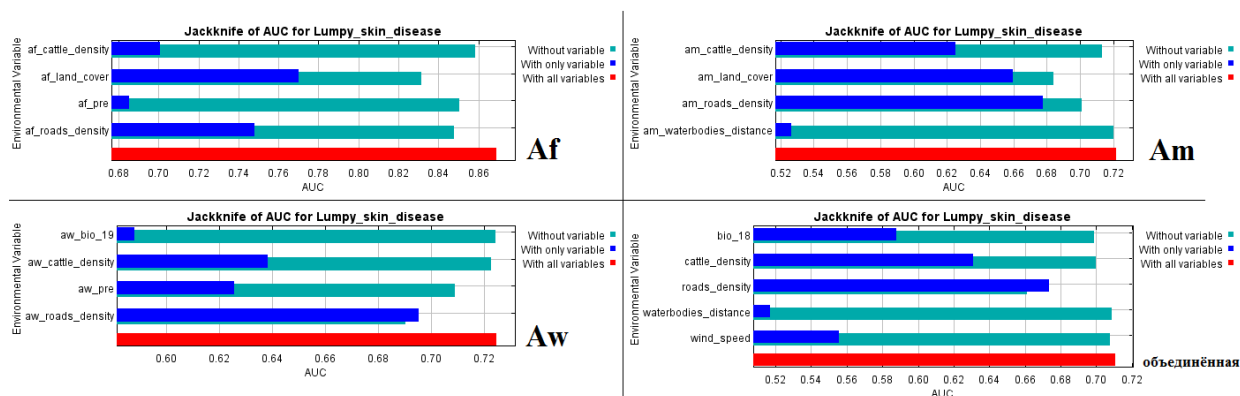 Jackknife of AUC for Lumpy_skin_disease
Environmental Variable
af_cattle_density
af_land_cover
af_pre
af_roads_density
Without variable
With only variable
With all variables
0.68 0.70 0.72 0.74 0.76 0.78 0.80 0.82 0.84 0.86
AUC
Af
Jackknife of AUC for Lumpy_skin_disease
Environmental Variable
am_cattle_density
am_land_cover
am_roads_density
am_waterbodies_distance
Without variable
With only variable
With all variables
0.52 0.54 0.56 0.58 0.60 0.62 0.64 0.66 0.68 0.70 0.72
AUC
Am
Jackknife of AUC for Lumpy_skin_disease
Environmental Variable
aw_bio_19
aw_cattle_density
aw_pre
aw_roads_density
Without variable
With only variable
With all variables
0.60 0.62 0.64 0.66 0.68 0.70 0.72
AUC
Aw
Jackknife of AUC for Lumpy_skin_disease
Environmental Variable
bio_18
cattle_density
roads_density
waterbodies_distance
wind_speed
Without variable
With only variable
With all variables
0.52 0.54 0.56 0.58 0.60 0.62 0.64 0.66 0.68 0.70 0.72
AUC
объединённая